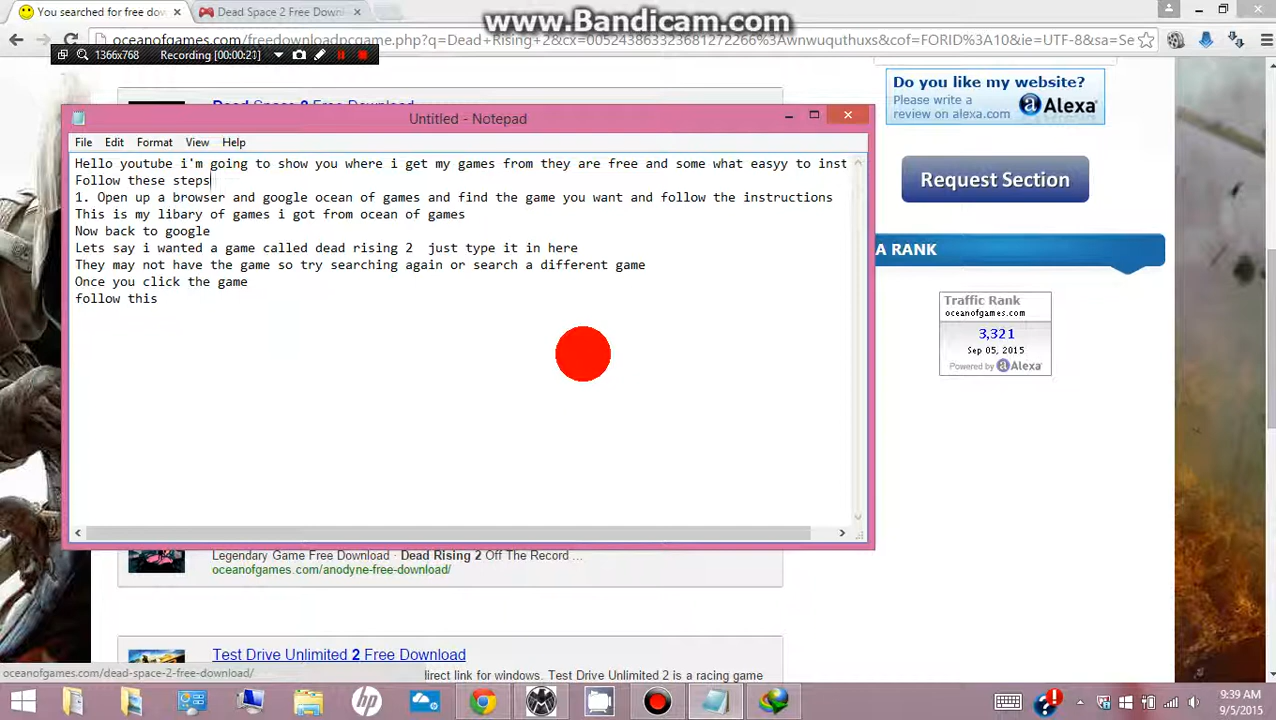 www.Bandicam.com
You searched for free dow
Dead Space 2 Free Down
oceanofgames.com/freedownloadpcgame.php?q=Dead+Rising+2&cx=005243863323681272266%3Awnwuquthuxs&cof=FORID%3A10&ie=UTF-8&sa=Se
1366x768 Recording [00:00:21]
Dead Space 2 Free Download
Do you like my website?
Please write a
review on alexa.com
Alexa
Untitled - Notepad
File Edit Format View Help
Hello youtube i'm going to show you where i get my games from they are free and some what easyy to inst
Follow these steps
1. Open up a browser and google ocean of games and find the game you want and follow the instructions
This is my libary of games i got from ocean of games
Now back to google
Lets say i wanted a game called dead rising 2  just type it in here
They may not have the game so try searching again or search a different game
Once you click the game
follow this
Request Section
A RANK
Traffic Rank
oceanofgames.com
3,321
Sep 05, 2015
Powered by Alexa
Legendary Game Free Download · Dead Rising 2 Off The Record ...
oceanofgames.com/anodyne-free-download/
Test Drive Unlimited 2 Free Download
oceanofgames.com/dead-space-2-free-download/
direct link for windows. Test Drive Unlimited 2 is a racing game
hp
9:39 AM
9/5/2015